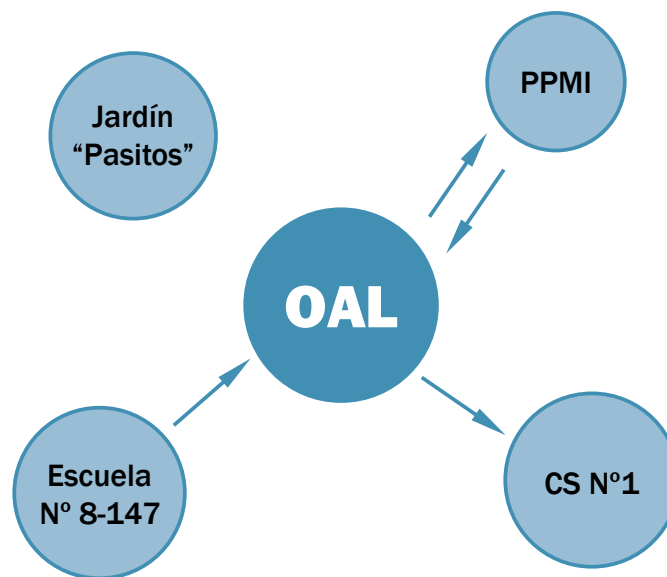 Jardín
“Pasitos”
PPMI
OAL
Escuela
Nº 8-147
CS Nº1